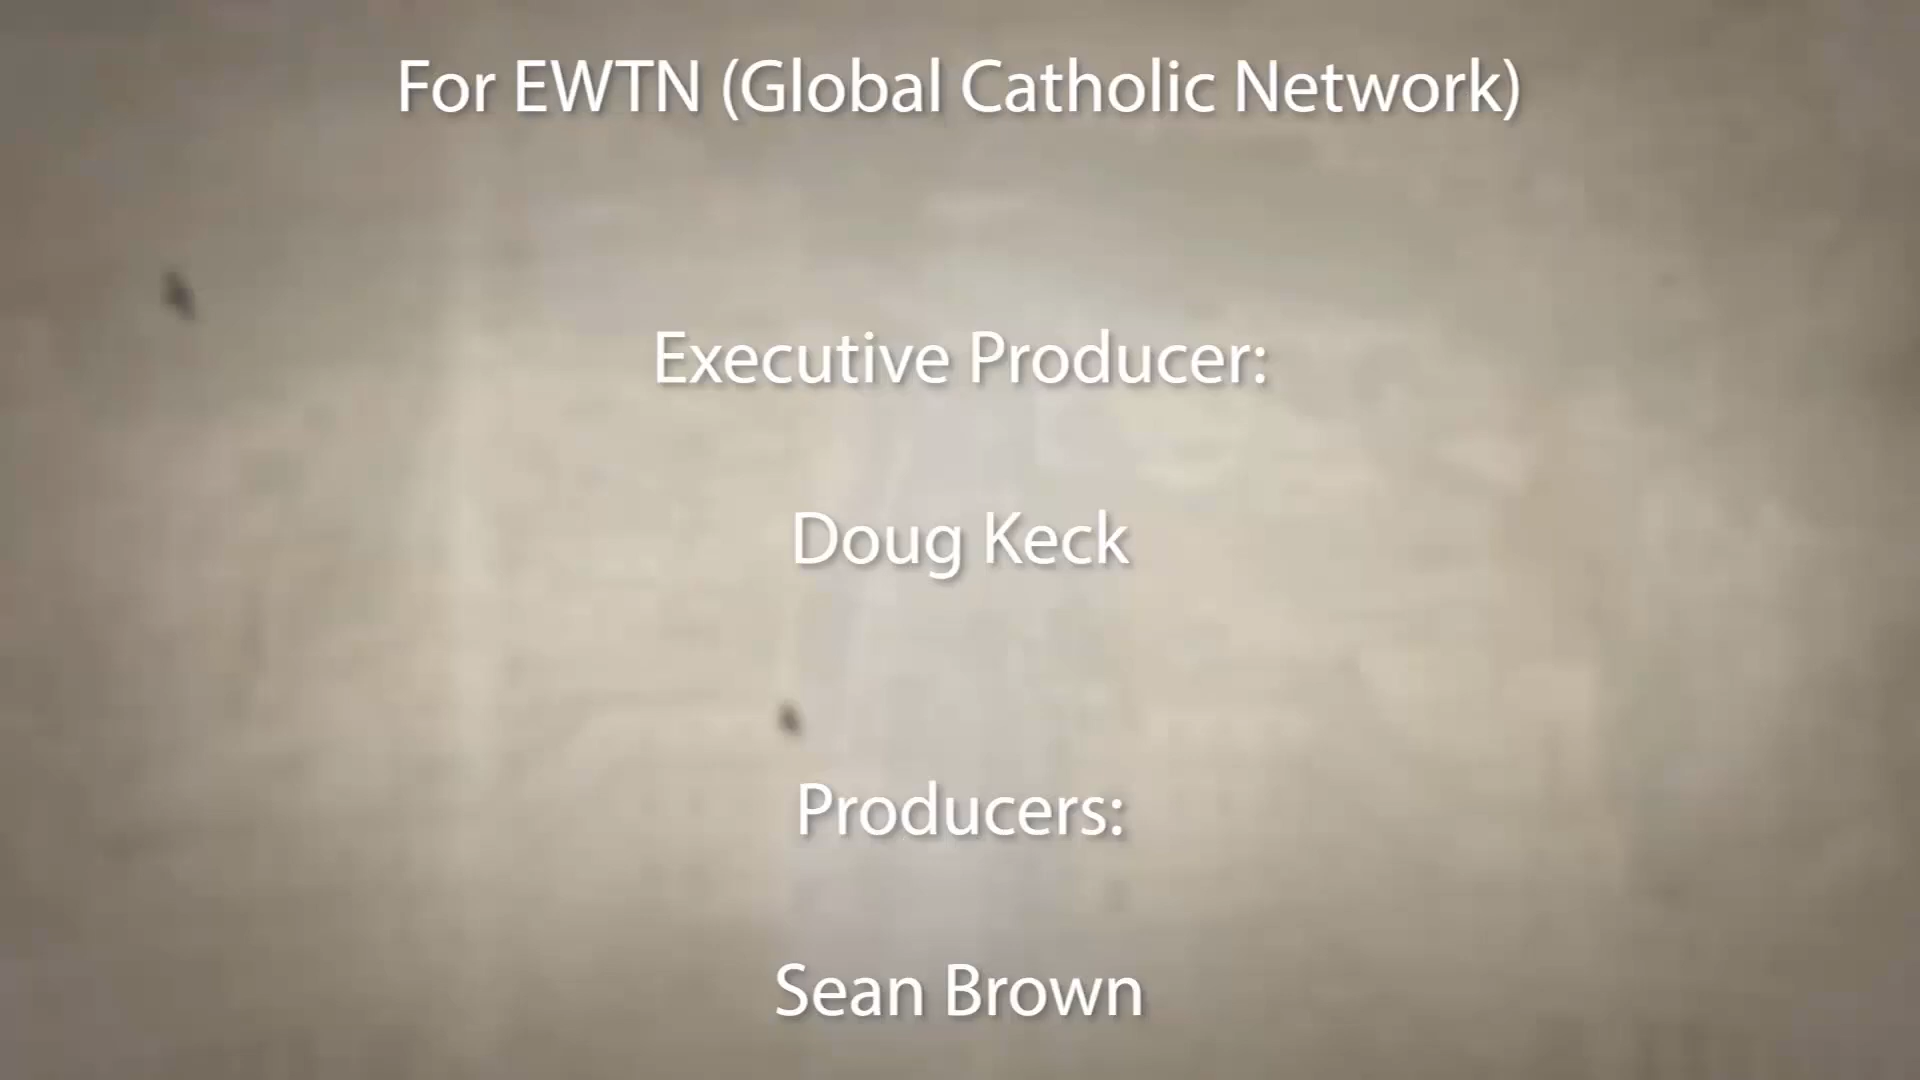 For EWTN (Global Catholic Network)
Executive Producer:
Doug Keck
Producers:
Sean Brown